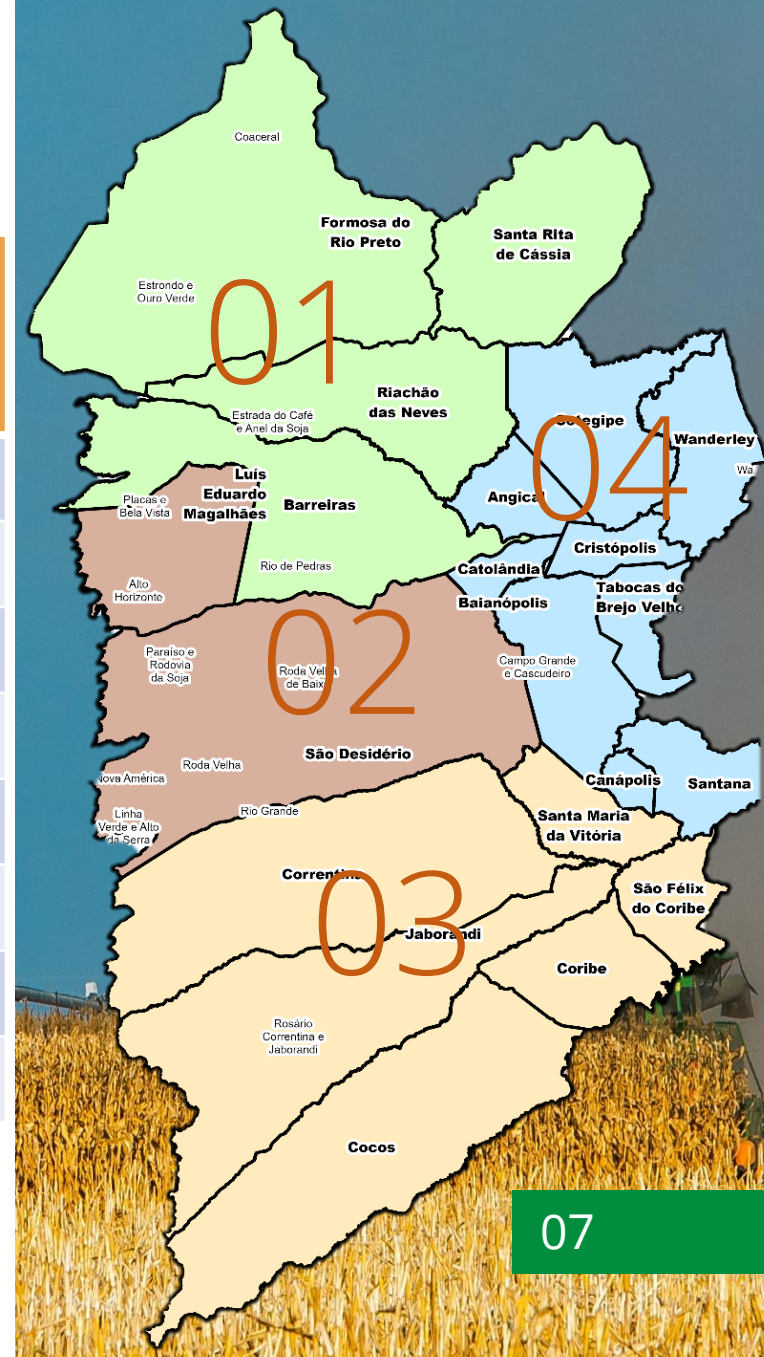 Coaceral
Formosa do
Rio Preto
Santa RIta
de Cássia
Estrondo e
Ouro Verde
01
Riachão
das Neves
Estrada do Café
e Anel da Soja
Cotegipe
Wanderley
Wa
04
Luís
Eduardo
Magalhães
Placas e
Bela Vista
Barreiras
Angical
Cristópolis
Rio de Pedras
Catolândia
Alto
Horizonte
Tabocas do
Brejo Velho
Baianópolis
02
Paraíso e
Rodovia
da Soja
Roda Velha
de Baixo
Campo Grande
e Cascudeiro
São Desidério
Roda Velha
Nova América
Canápolis
Santana
Rio Grande
Linha
Verde e Alto
da Serra
Santa Maria
da Vitória
Correntina
03
São Félix
do Coribe
Jaborandi
Coribe
Rosário
Correntina e
Jaborandi
Cocos
07